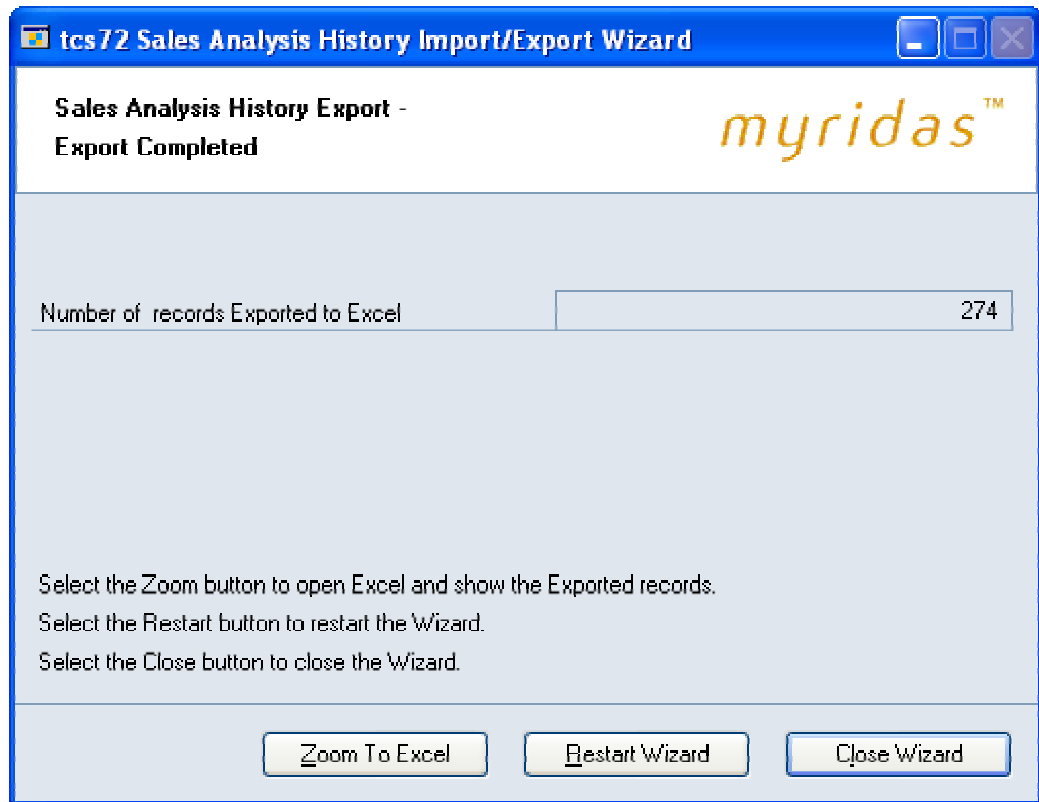 tcs72 Sales Analysis History Import/Export Wizard
Sales Analysis History Export -
Export Completed
myridas™
Number of records Exported to Excel 274
Select the Zoom button to open Excel and show the Exported records.
Select the Restart button to restart the Wizard.
Select the Close button to close the Wizard.
Zoom To Excel Restart Wizard Close Wizard